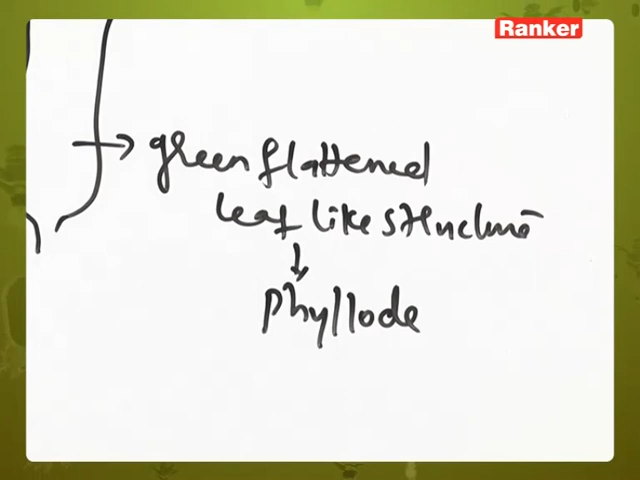 Ranker
green flattened
leaf like structure
phyllode